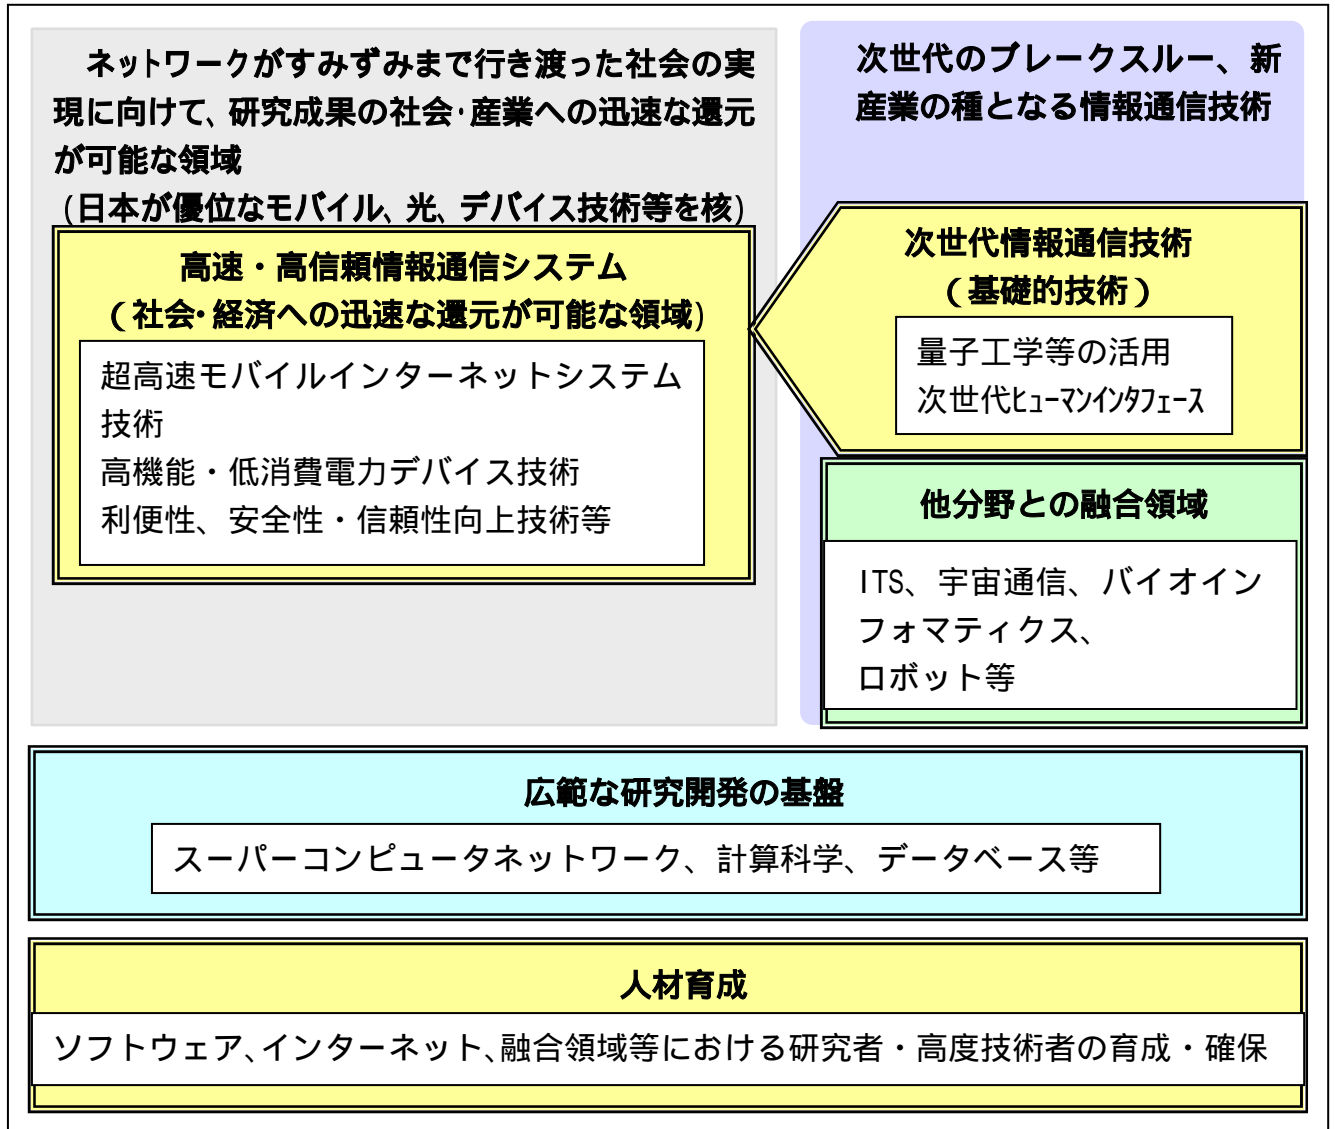 ネットワークがすみずみまで行き渡った社会の実
現に向けて、研究成果の社会・産業への迅速な還元
が可能な領域
(日本が優位なモバイル、光、デバイス技術等を核)
高速・高信頼情報通信システム
(社会・経済への迅速な還元が可能な領域)
超高速モバイルインターネットシステム
技術
高機能・低消費電力デバイス技術
利便性、安全性・信頼性向上技術等
次世代のブレークスルー、新
産業の種となる情報通信技術
次世代情報通信技術
(基礎的技術)
量子工学等の活用
次世代ﾋｭｰﾏﾝｲﾝﾀﾌｪｰｽ
他分野との融合領域
ITS、宇宙通信、バイオイン
フォマティクス、
ロボット等
広範な研究開発の基盤
スーパーコンピュータネットワーク、計算科学、データベース等
人材育成
ソフトウェア、インターネット、融合領域等における研究者・高度技術者の育成・確保